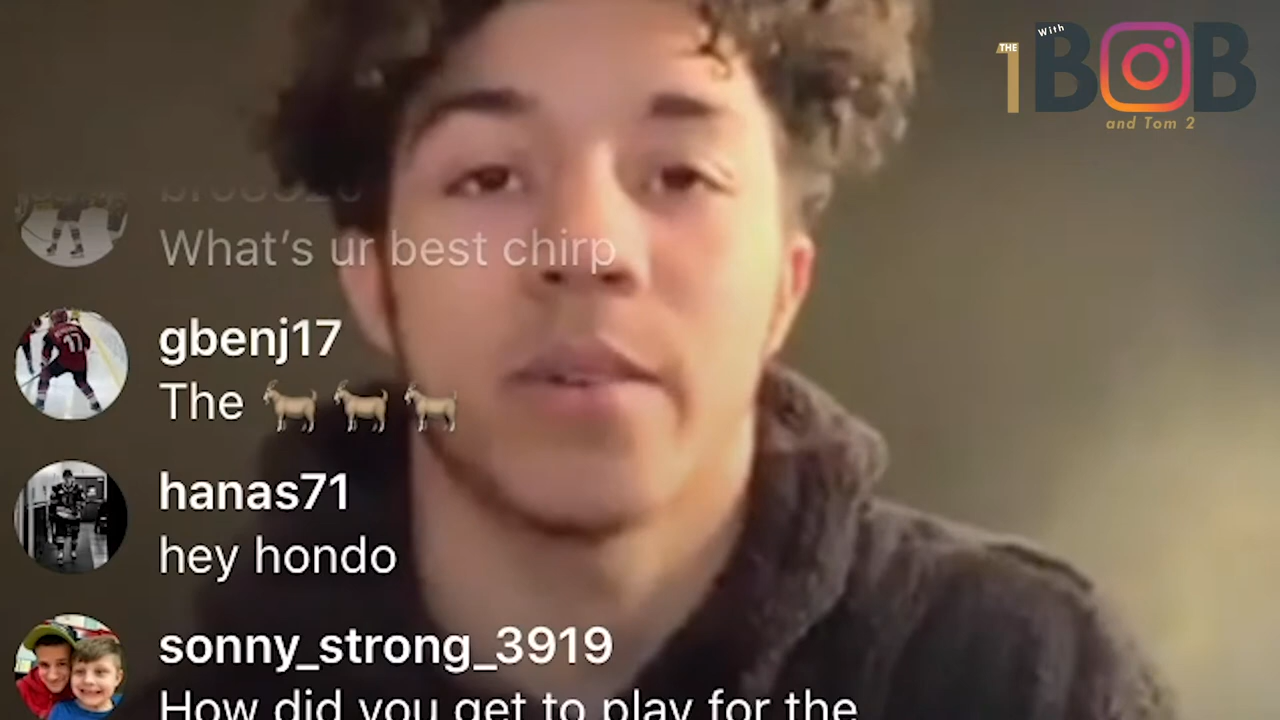 THE
1
With
BOB
and Tom 2
What's ur best chirp
gbenj17
The
hanas71
hey hondo
sonny_strong_3919
How did you get to play for the